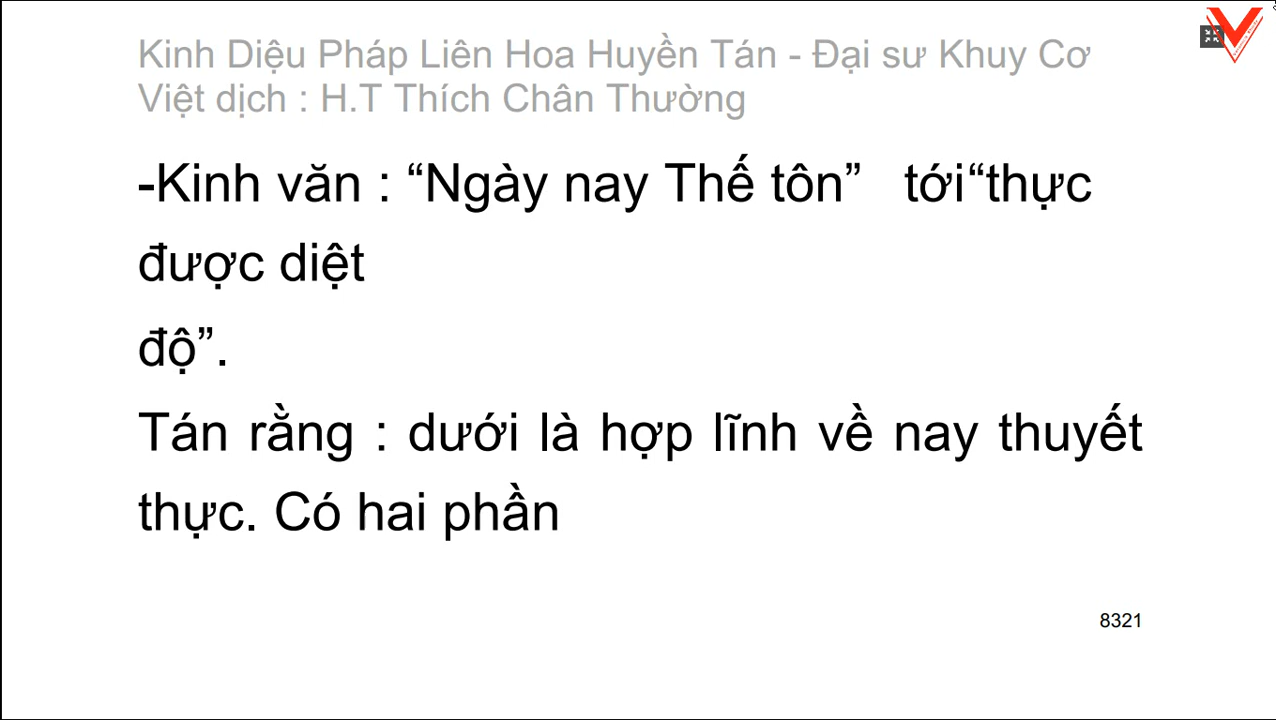 Kinh Diệu Pháp Liên Hoa Huyền Tán - Đại sư Khuy Cơ
Việt dịch : H.T Thích Chân Thường
-Kinh văn : “Ngày nay Thế tôn” tới“thực
được diệt
độ”.
Tán rằng : dưới là hợp lĩnh về nay thuyết
thực. Có hai phần
8321